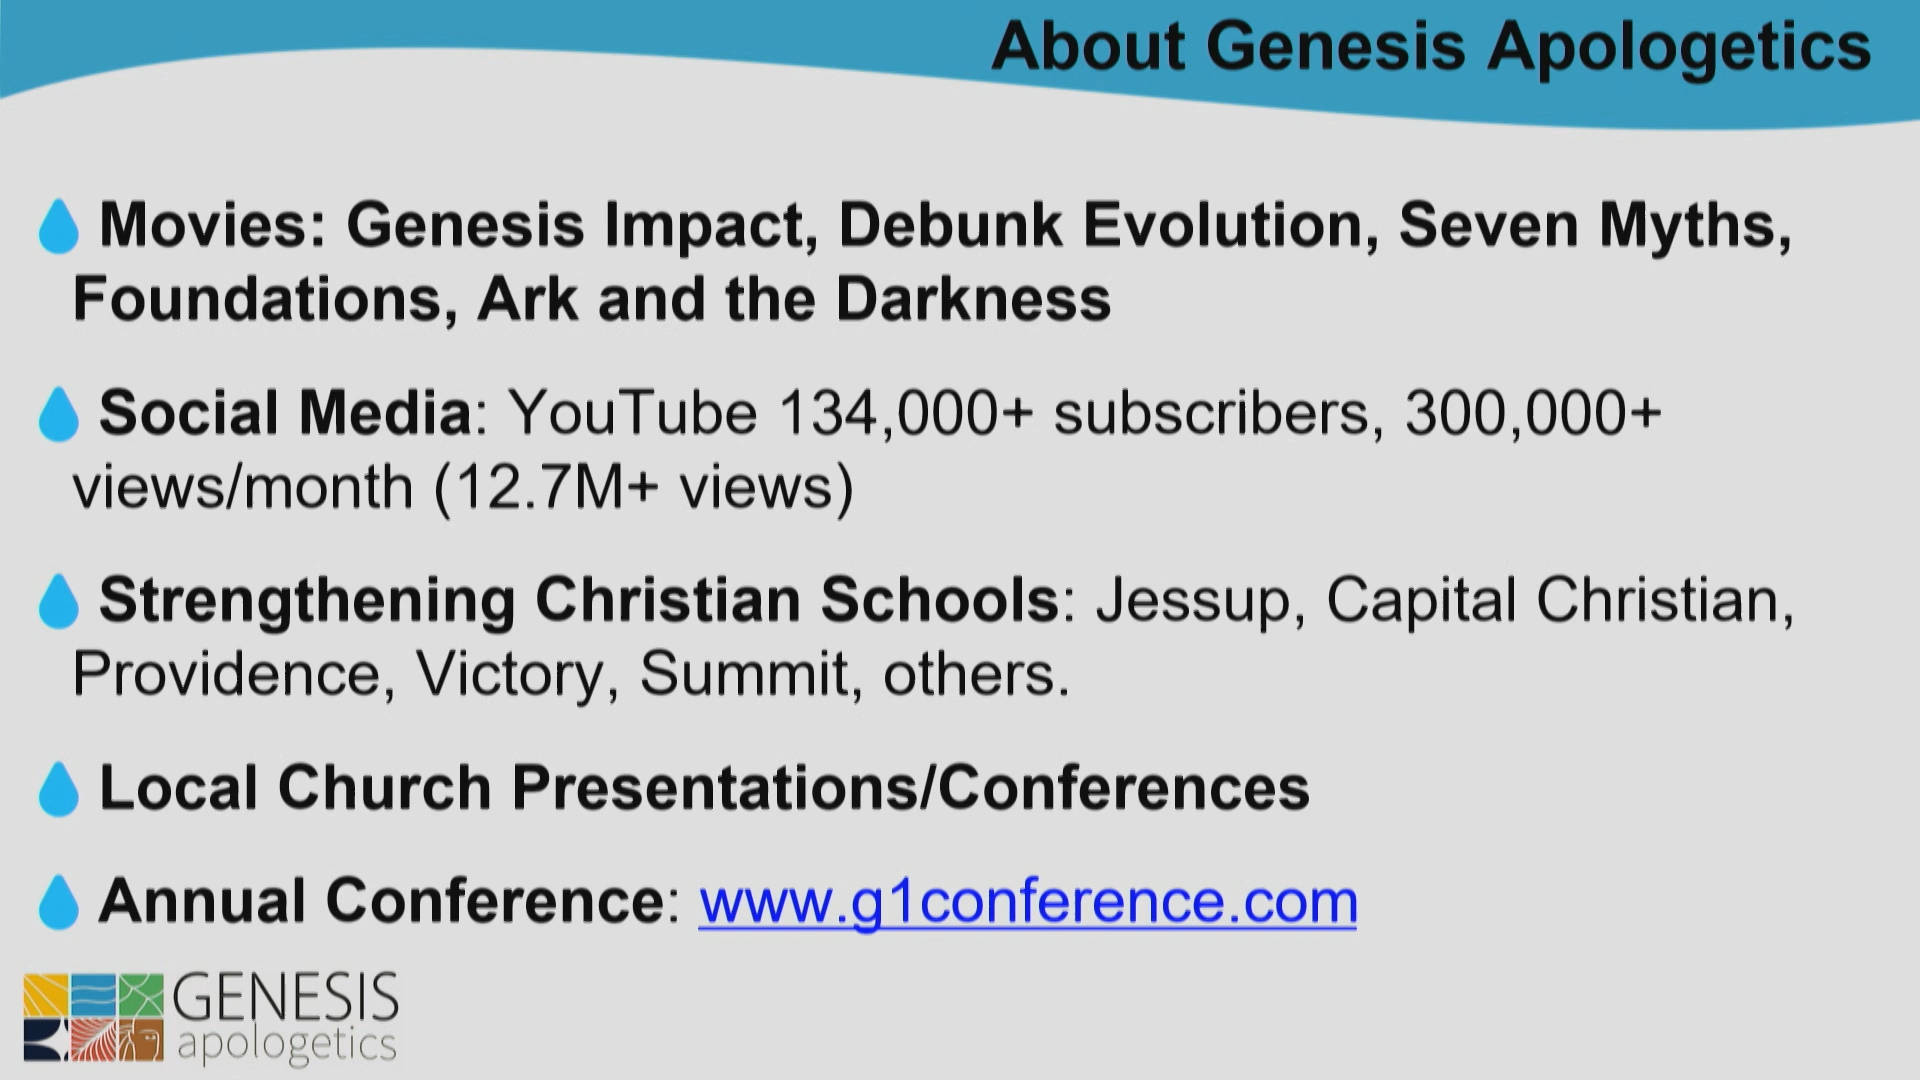 About Genesis Apologetics
Movies: Genesis Impact, Debunk Evolution, Seven Myths,
Foundations, Ark and the Darkness
Social Media: YouTube 134,000+ subscribers, 300,000+
views/month (12.7M+ views)
Strengthening Christian Schools: Jessup, Capital Christian,
Providence, Victory, Summit, others.
Local Church Presentations/Conferences
Annual Conference: www.g1conference.com
GENESIS
apologetics